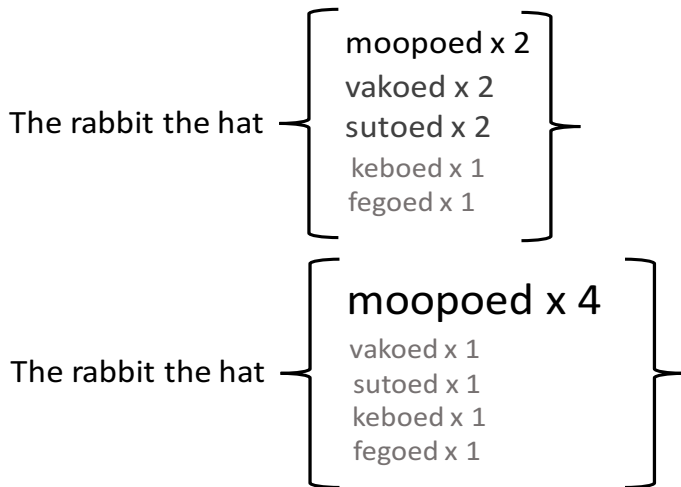 moopoed x 2
vakoed x 2
The rabbit the hat
sutoed x 2
keboed x 1
fegoed x 1
moopoed x 4
vakoed x 1
The rabbit the hat
sutoed x 1
keboed x 1
fegoed x 1